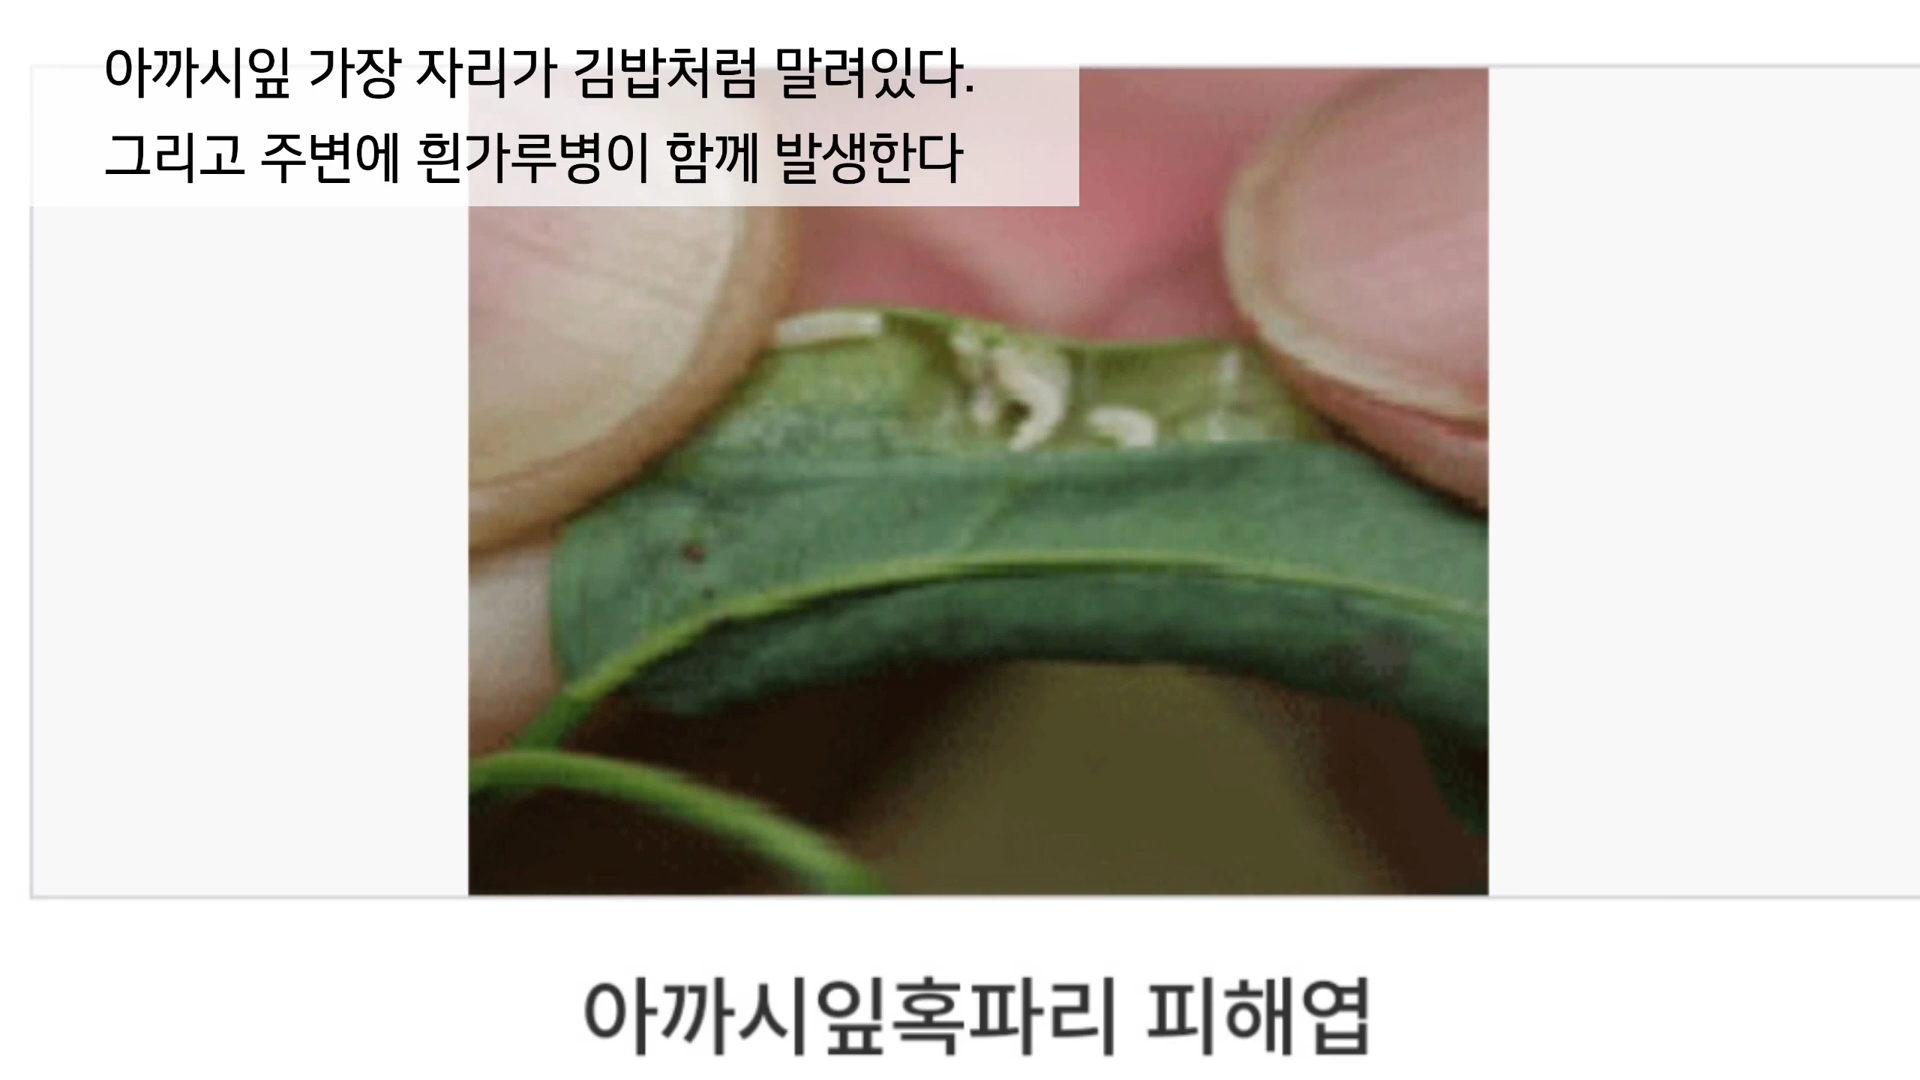 아까시잎 가장 자리가 김밥처럼 말려있다.
그리고 주변에 흰가루병이 함께 발생한다
아까시잎혹파리 피해엽